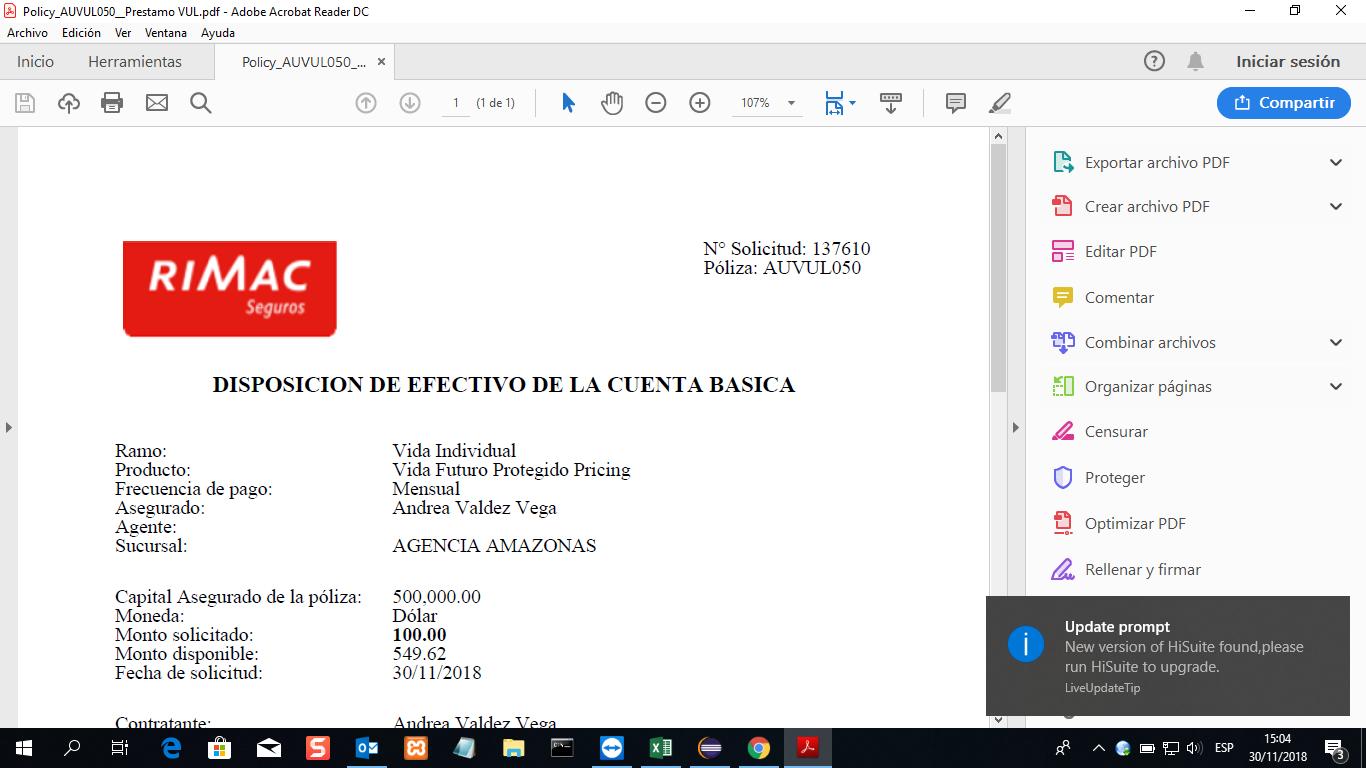 Policy_AUVUL050__Prestamo VUL.pdf - Adobe Acrobat Reader DC
Archivo Edición Ver Ventana Ayuda
Inicio Herramientas Policy_AUVUL050_... × Iniciar sesión
1 (1 de 1) 107% Compartir
RIMAC
Seguros
N° Solicitud: 137610
Póliza: AUVUL050
DISPOSICION DE EFECTIVO DE LA CUENTA BASICA
Ramo: Vida Individual
Producto: Vida Futuro Protegido Pricing
Frecuencia de pago: Mensual
Asegurado: Andrea Valdez Vega
Agente:
Sucursal: AGENCIA AMAZONAS
Capital Asegurado de la póliza: 500,000.00
Moneda: Dólar
Monto solicitado: 100.00
Monto disponible: 549.62
Fecha de solicitud: 30/11/2018
Contratante: Andrea Valdez Vega
Exportar archivo PDF
Crear archivo PDF
Editar PDF
Comentar
Combinar archivos
Organizar páginas
Censurar
Proteger
Optimizar PDF
Rellenar y firmar
Update prompt
New version of HiSuite found,please
run HiSuite to upgrade.
LiveUpdateTip
ESP
15:04
30/11/2018
3